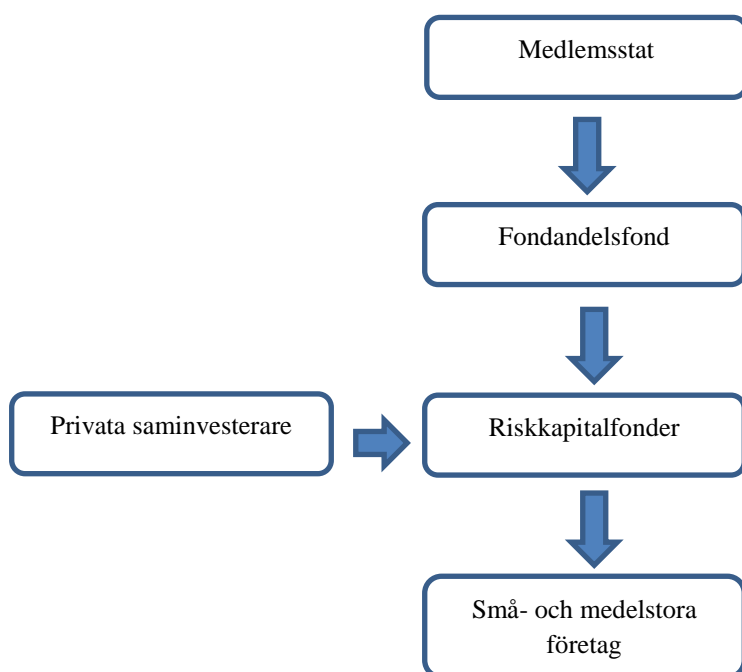 Medlemsstat
Fondandelsfond
Privata saminvesterare
Riskkapitalfonder
Små- och medelstora
företag